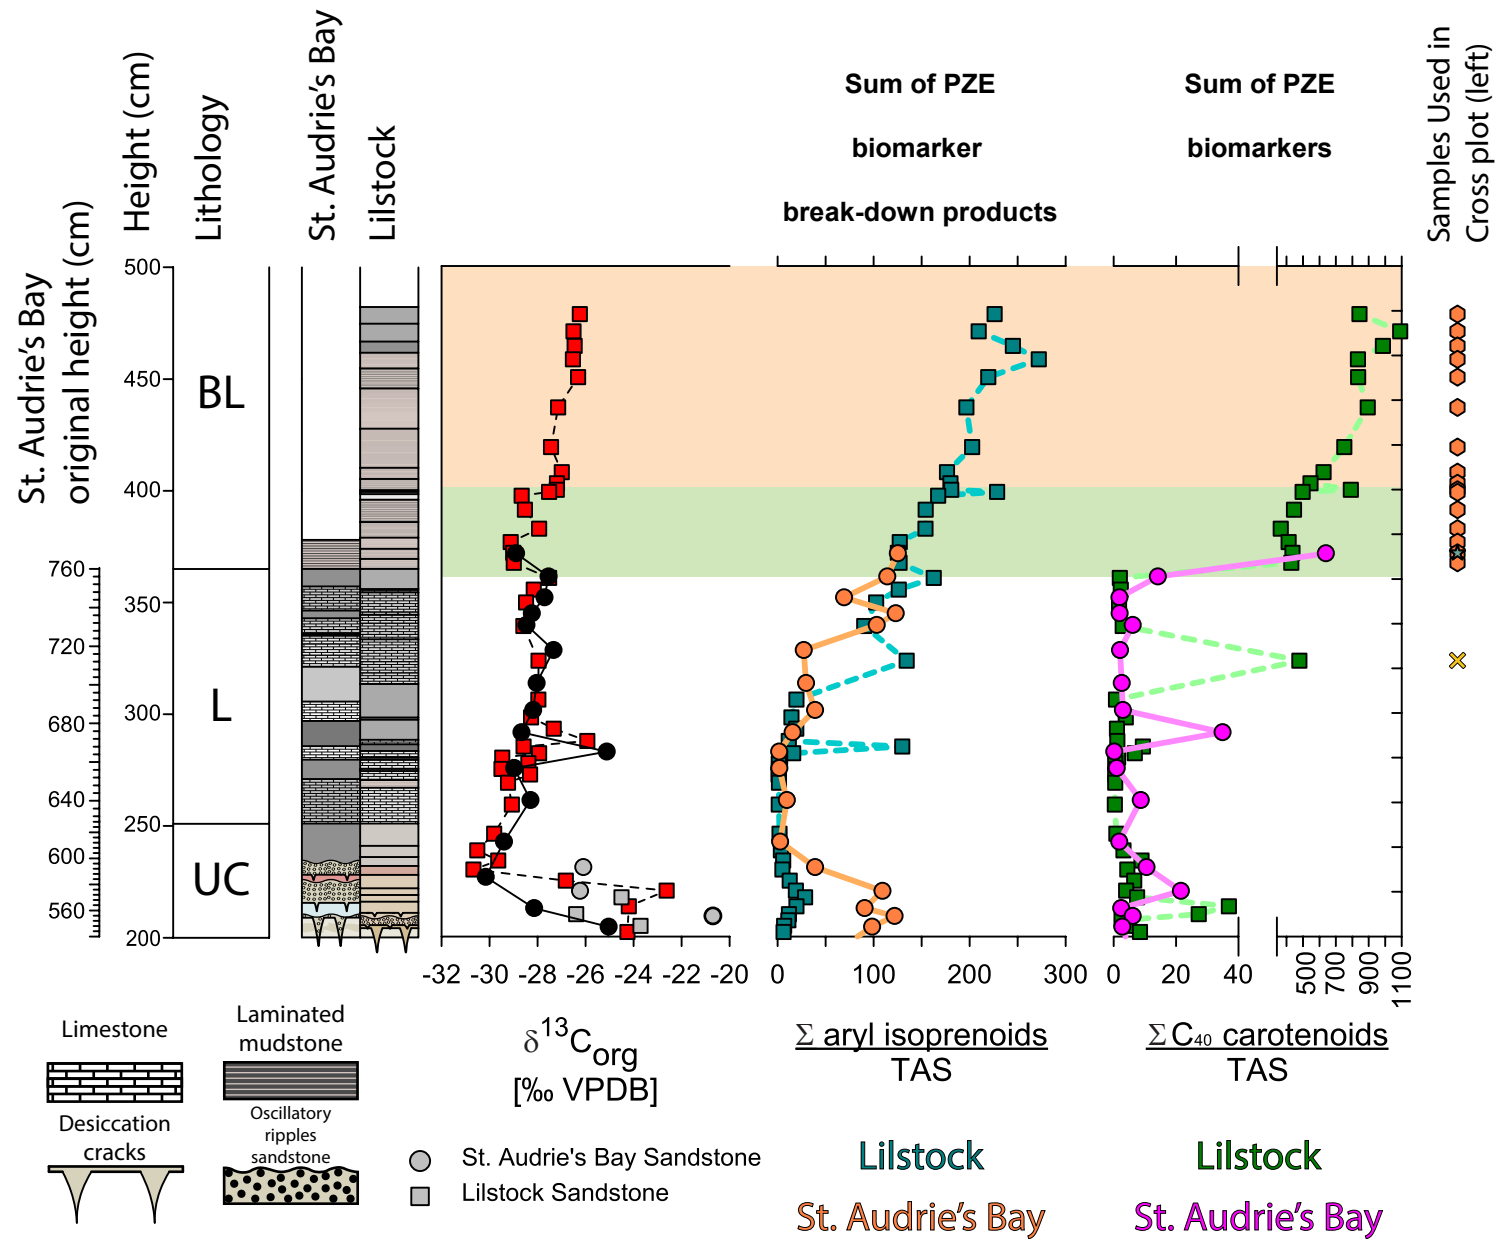 St. Audrie's Bay
original height (cm)
Height (cm)
Lithology
St. Audrie's Bay
Lilstock
Sum of PZE
biomarker
break-down products
Sum of PZE
biomarkers
Samples Used in
Cross plot (left)
500
450
400
350
300
250
200
760
720
680
640
600
560
BL
L
UC
-32 -30 -28 -26 -24 -22 -20
0 100 200 300
0 20 40
500 700 900 1100
δ13Corg
[‰ VPDB]
Σ aryl isoprenoids
TAS
ΣC40 carotenoids
TAS
Limestone
Laminated
mudstone
Desiccation
cracks
Oscillatory
ripples
sandstone
St. Audrie's Bay Sandstone
Lilstock Sandstone
Lilstock
St. Audrie's Bay
Lilstock
St. Audrie's Bay